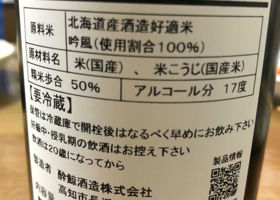 原料米 北海道産酒造好適米
吟風(使用割合100%)
原材料名 米(国産)、米こうじ(国産米)
精米歩合 50% アルコール分 17度
【要冷蔵】
保管は冷蔵庫で開栓後はなるべく早めにお飲み下さい
妊娠中・授乳期の飲酒はお控え下さい
飲酒は20歳になってから
製品情報
酔鯨酒造株式会社
内容
高知市長